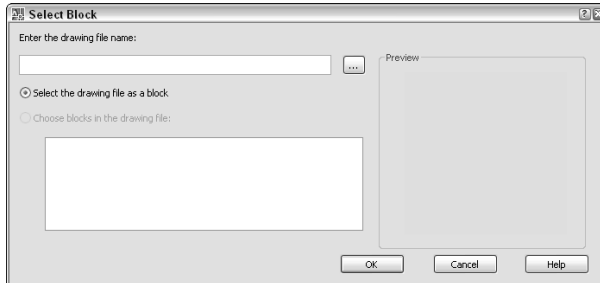 Select Block
Enter the drawing file name:
...
Preview
Select the drawing file as a block
Choose blocks in the drawing file:
OK Cancel Help